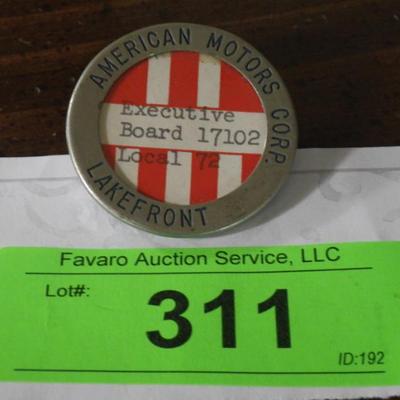 AMERICAN MOTORS CORP.
Executive
Board 17102
Local 72
LAKEFRONT
Favaro Auction Service, LLC
Lot#:
311
ID:192